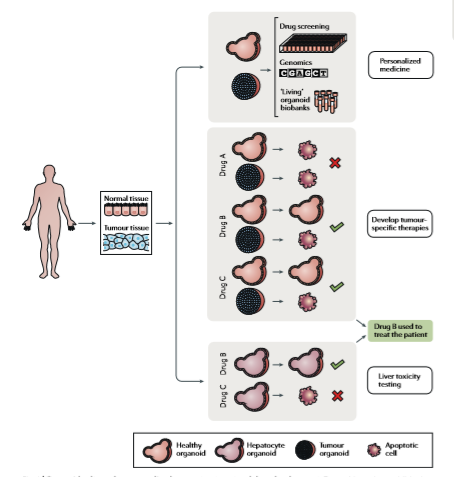 Drug screening
Genomics
CGAGCT
'Living'
organoid
biobanks
Personalized
medicine
Normal tissue
Tumour tissue
Drug A
Drug B
Drug C
Develop tumour-
specific therapies
Drug B used to
treat the patient
Drug B
Drug C
Liver toxicity
testing
Healthy
organoid
Hepatocyte
organoid
Tumour
organoid
Apoptotic
cell